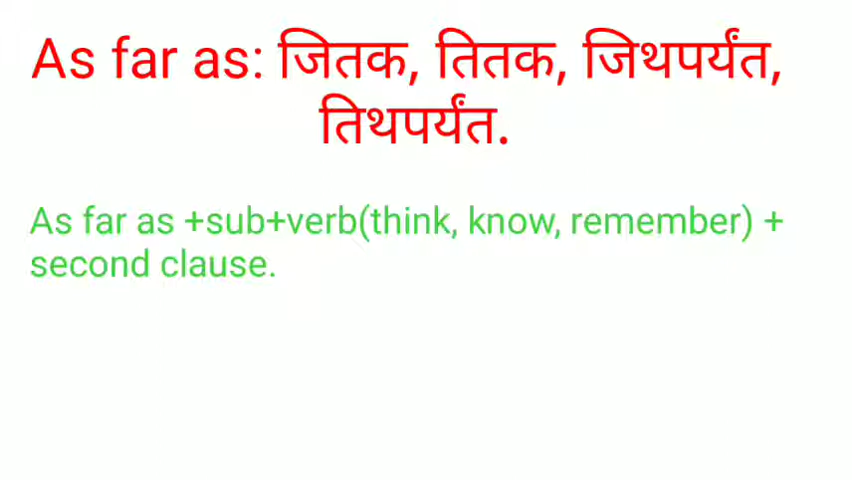 As far as: जितक, तितक, जिथपर्यंत,
तिथपर्यंत.
As far as +sub+verb(think, know, remember) +
second clause.